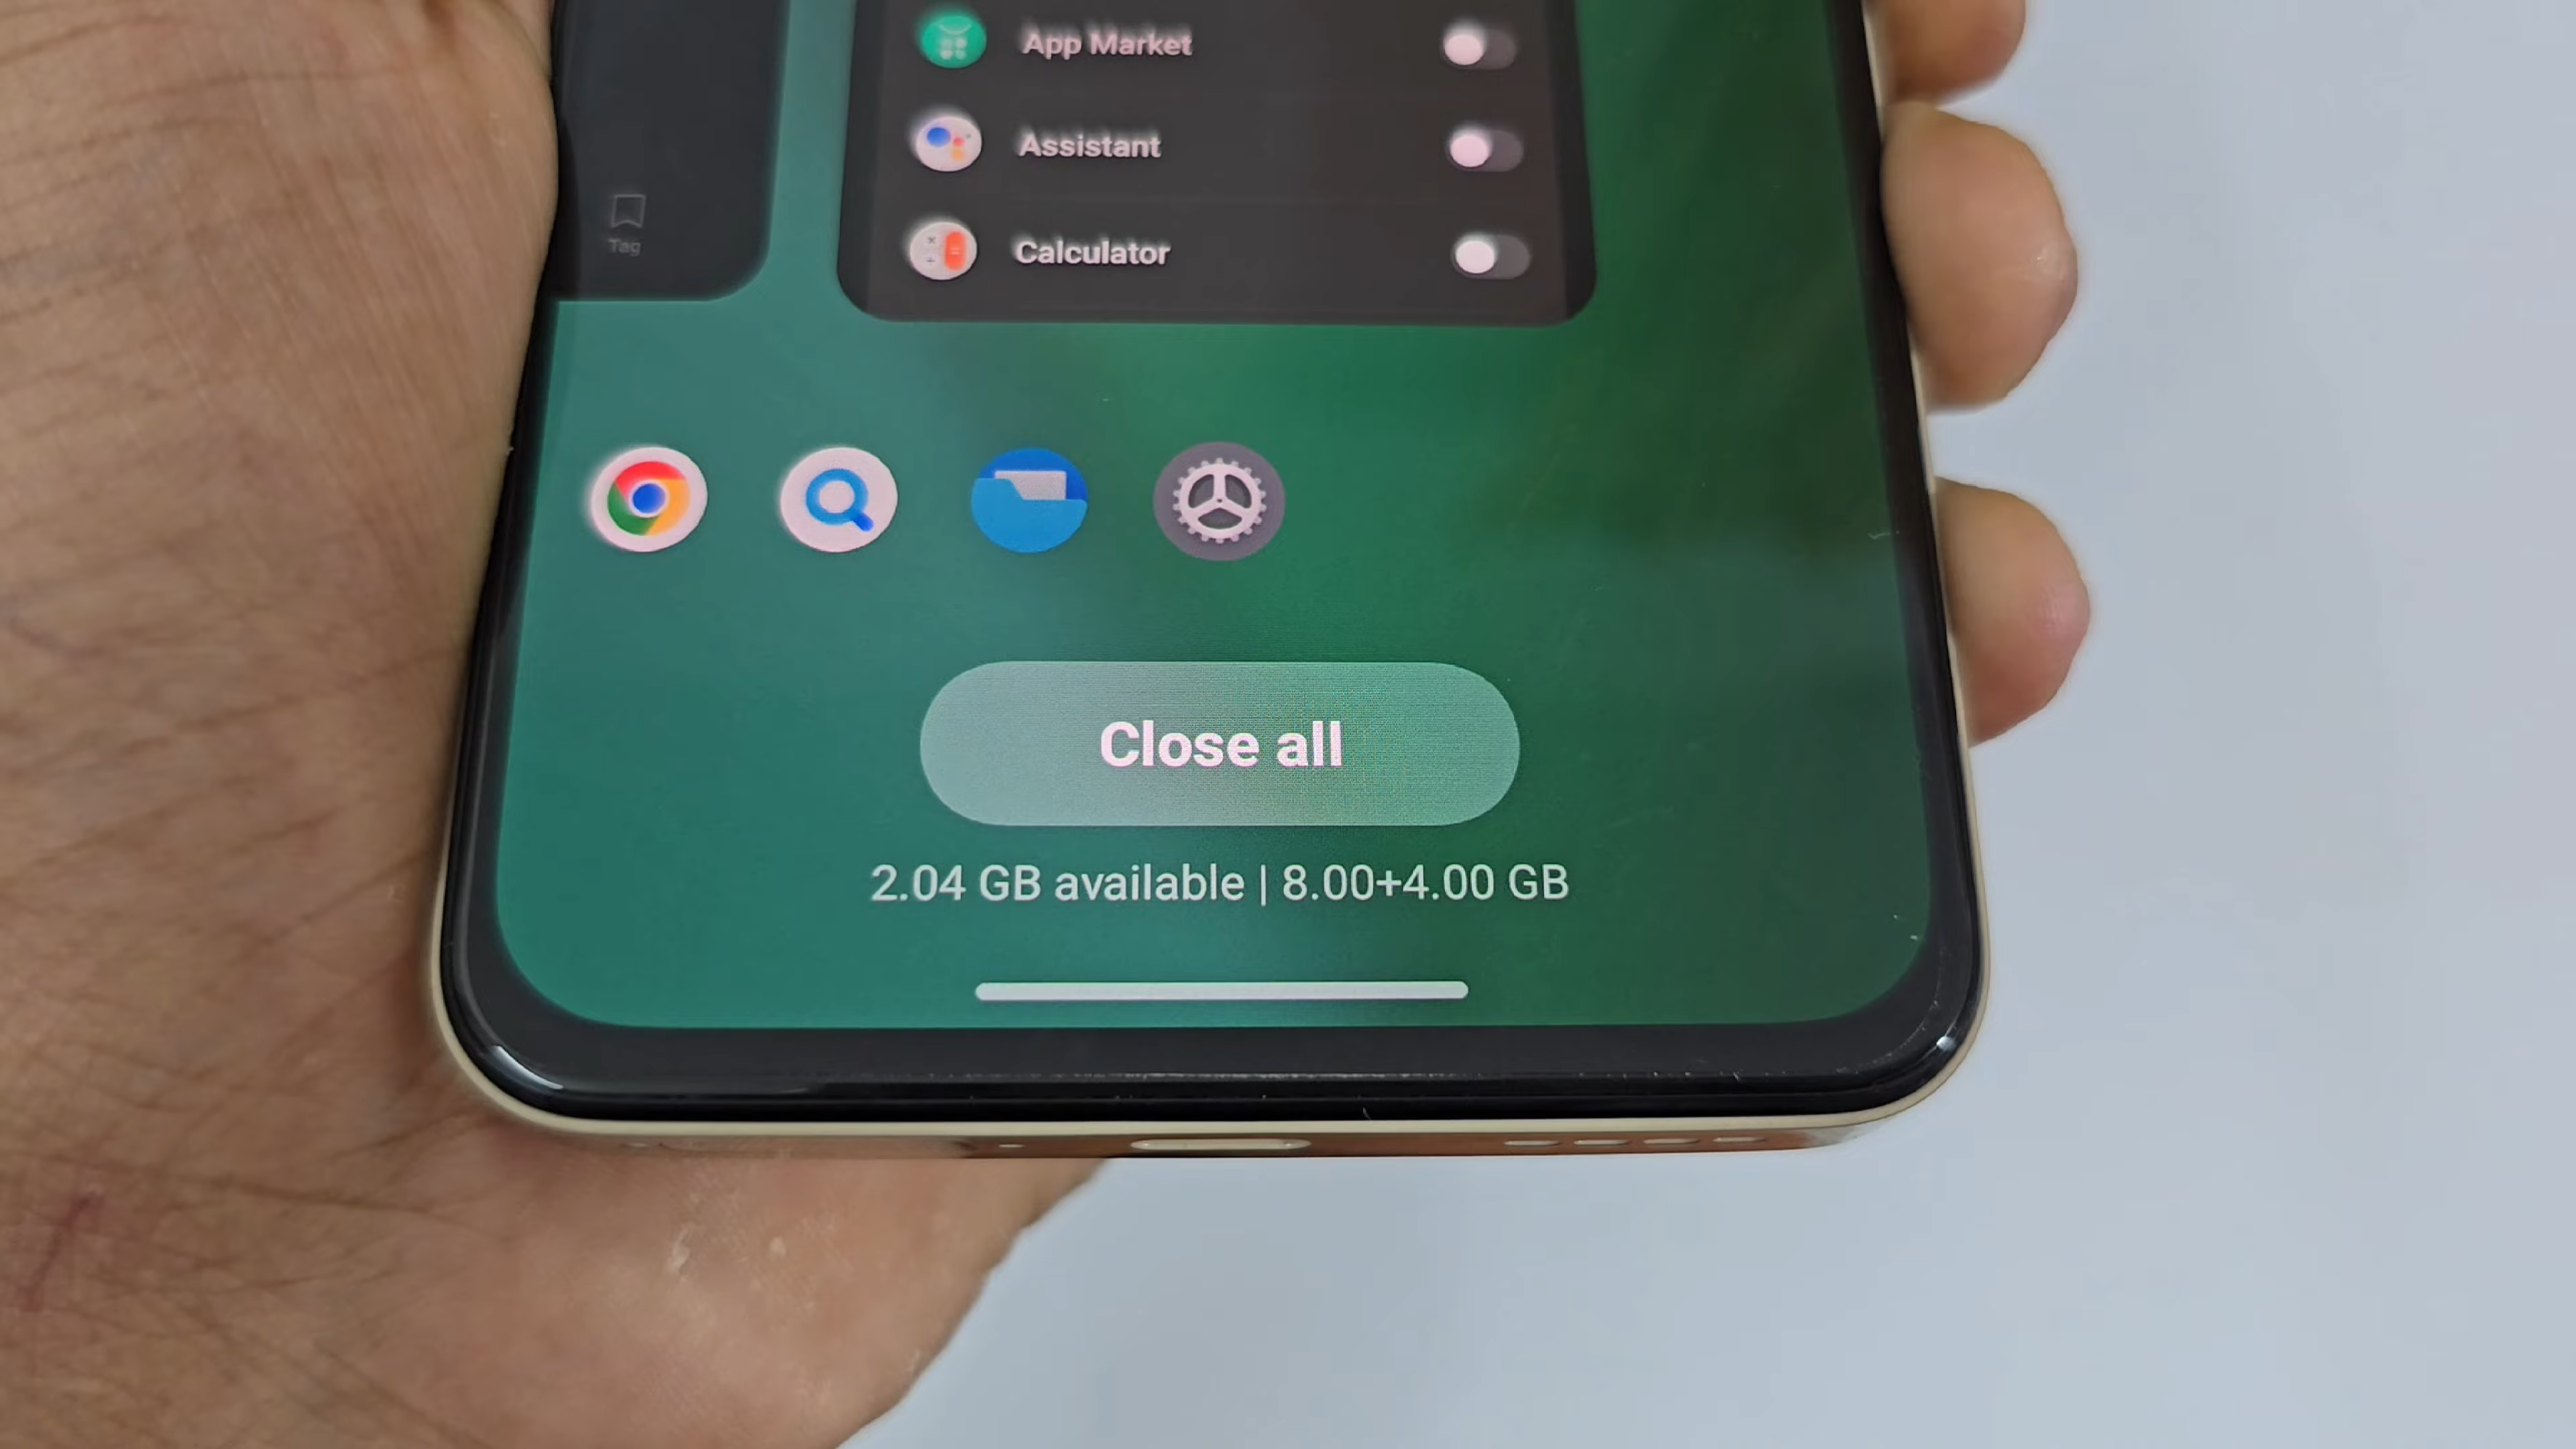 App Market
Assistant
Calculator
Tag
Close all
2.04 GB available | 8.00+4.00 GB